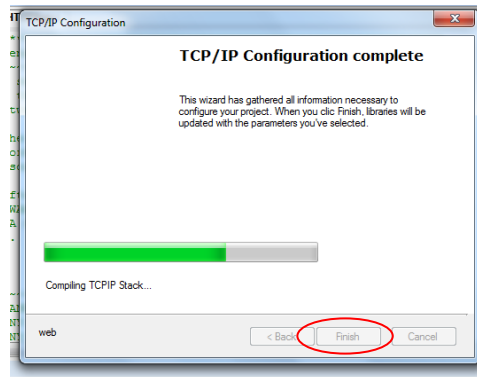 TCP/IP Configuration
TCP/IP Configuration complete
This wizard has gathered all information necessary to
configure your project. When you clic Finish, libraries will be
updated with the parameters you've selected.
Compiling TCPIP Stack...
web
< Back
Finish
Cancel